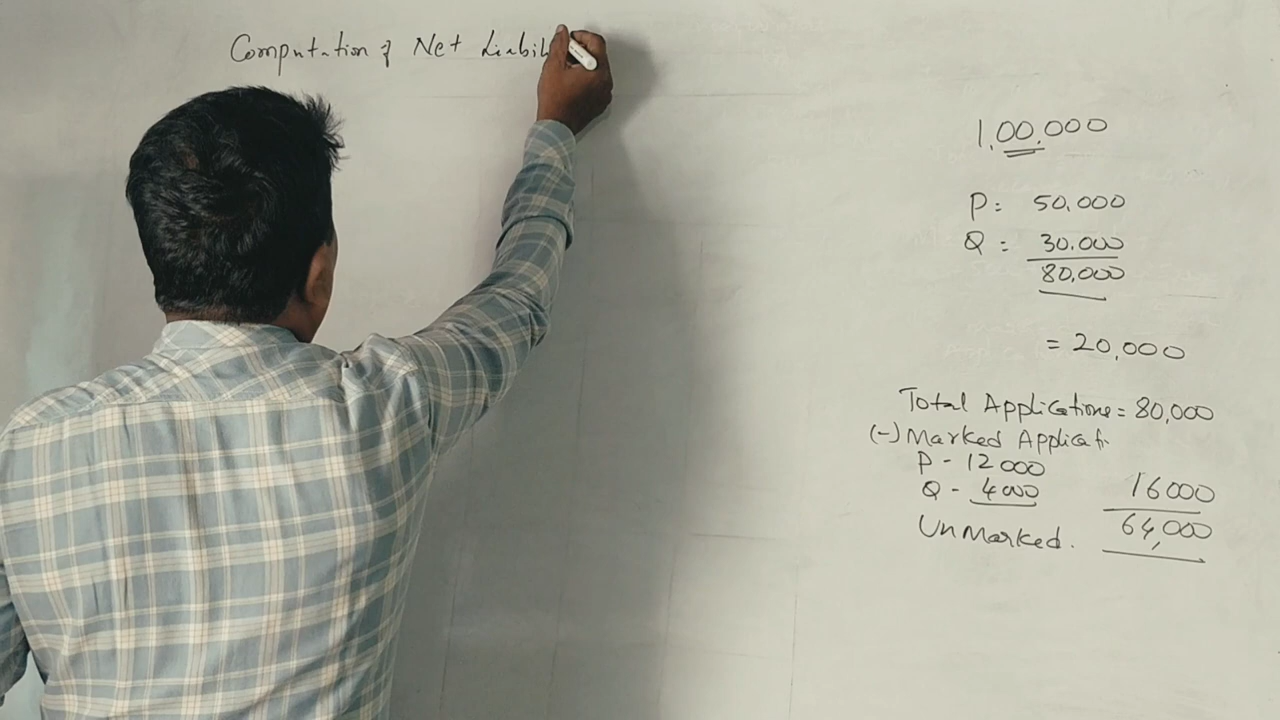 Computation of Net Liabili
1,00,000
P: 50,000
Q: 30,000
80,000
= 20,000
Total Applications = 80,000
(-) Marked Applicati
P - 12000
Q - 4000 16000
UnMarked. 64,000